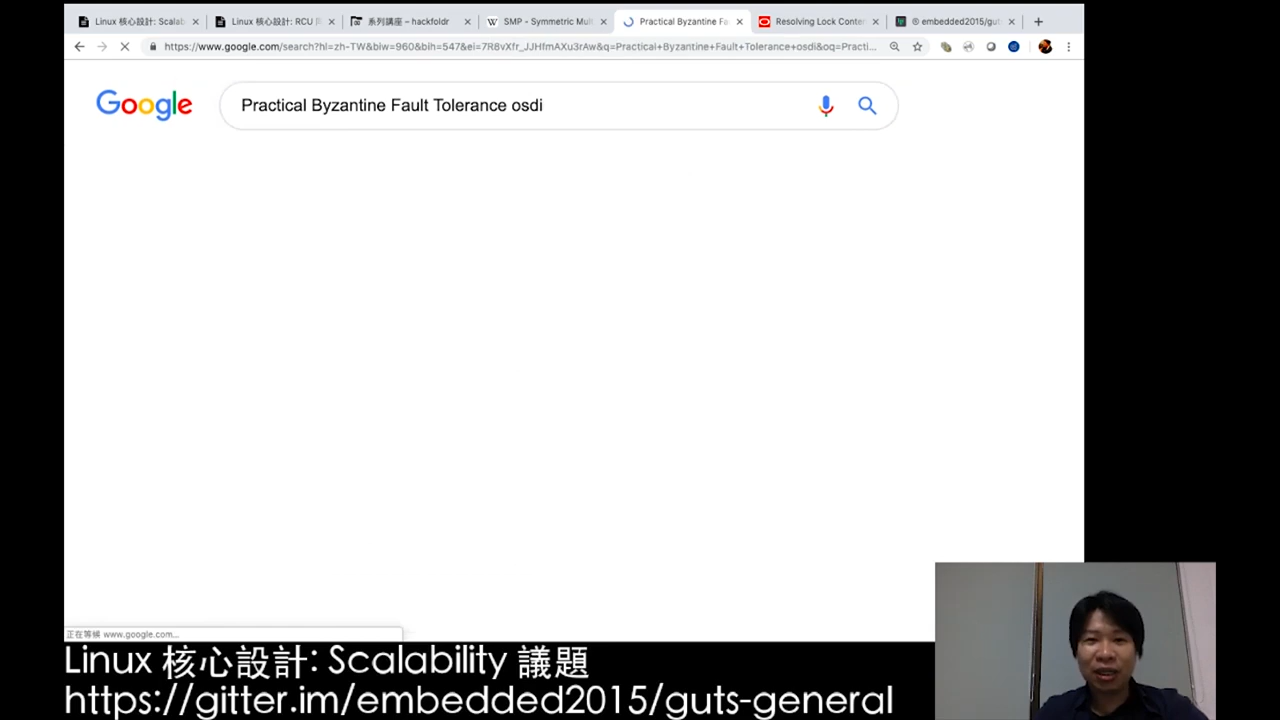 Linux 核心設計: Scalab
Linux 核心設計: RCU
系列講座 – hackfoldr
SMP - Symmetric Mul
Practical Byzantine Fa
Resolving Lock Conten
® embedded2015/gut
https://www.google.com/search?hl=zh-TW&biw=960&bih=547&ei=7R8vXfr_JJHfmAXu3rAw&q=Practical+Byzantine+Fault+Tolerance+osdi&oq=Practi...
Google
Practical Byzantine Fault Tolerance osdi
正在等候 www.google.com...
Linux 核心設計: Scalability 議題
https://gitter.im/embedded2015/guts-general